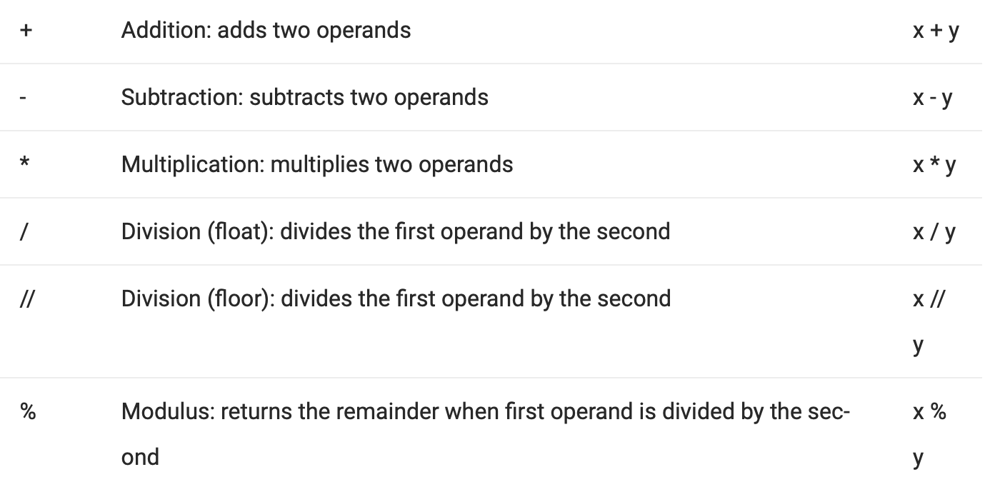 + Addition: adds two operands x + y
- Subtraction: subtracts two operands x - y
* Multiplication: multiplies two operands x * y
/ Division (float): divides the first operand by the second x / y
// Division (floor): divides the first operand by the second x //
y
% Modulus: returns the remainder when first operand is divided by the sec- x %
ond y